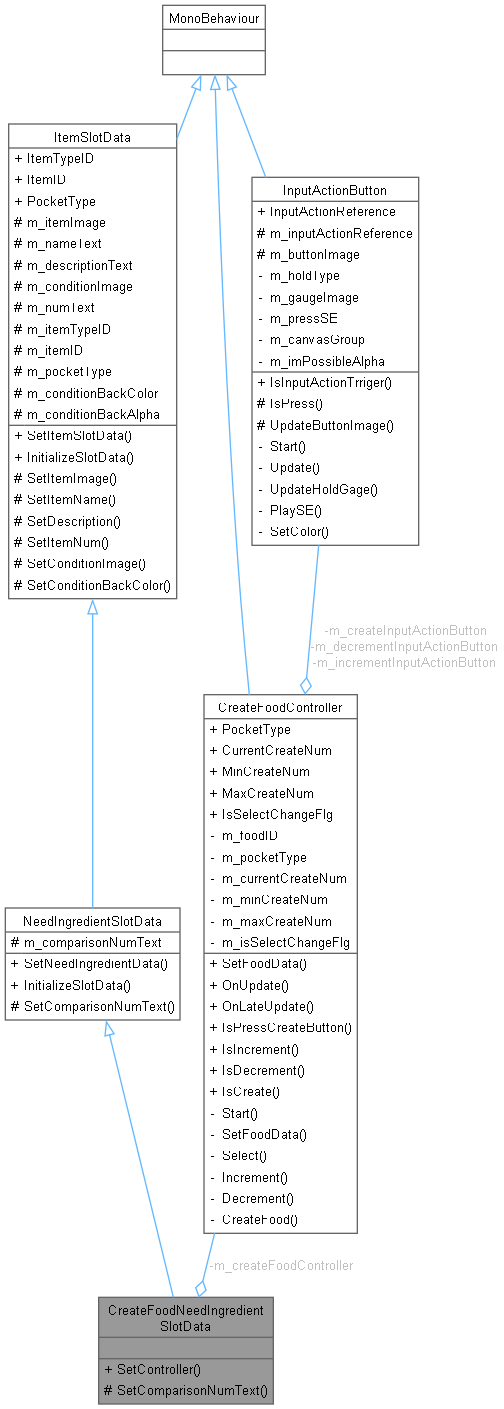 MonoBehaviour
ItemSlotData
+ ItemTypeID
+ ItemID
+ PocketType
# m_itemImage
# m_nameText
# m_descriptionText
# m_conditionImage
# m_numText
# m_itemTypeID
# m_itemID
# m_pocketType
# m_conditionBackColor
# m_conditionBackAlpha
+ SetItemSlotData()
+ InitializeSlotData()
# SetItemImage()
# SetItemName()
# SetDescription()
# SetItemNum()
# SetConditionImage()
# SetConditionBackColor()
InputActionButton
+ InputActionReference
# m_inputActionReference
# m_buttonImage
- m_holdType
- m_gaugeImage
- m_pressSE
- m_canvasGroup
- m_imPossibleAlpha
+ IsInputActionTrriger()
# IsPress()
# UpdateButtonImage()
- Start()
- Update()
- UpdateHoldGage()
- PlaySE()
- SetColor()
-m_createInputActionButton
-m_decrementInputActionButton
-m_incrementInputActionButton
CreateFoodController
+ PocketType
+ CurrentCreateNum
+ MinCreateNum
+ MaxCreateNum
+ IsSelectChangeFlg
- m_foodID
- m_pocketType
- m_currentCreateNum
- m_minCreateNum
- m_maxCreateNum
- m_isSelectChangeFlg
+ SetFoodData()
+ OnUpdate()
+ OnLateUpdate()
+ IsPressCreateButton()
+ IsIncrement()
+ IsDecrement()
+ IsCreate()
- Start()
- SetFoodData()
- Select()
- Increment()
- Decrement()
- CreateFood()
NeedIngredientSlotData
# m_comparisonNumText
+ SetNeedIngredientData()
+ InitializeSlotData()
# SetComparisonNumText()
-m_createFoodController
CreateFoodNeedIngredient
SlotData
+ SetController()
# SetComparisonNumText()